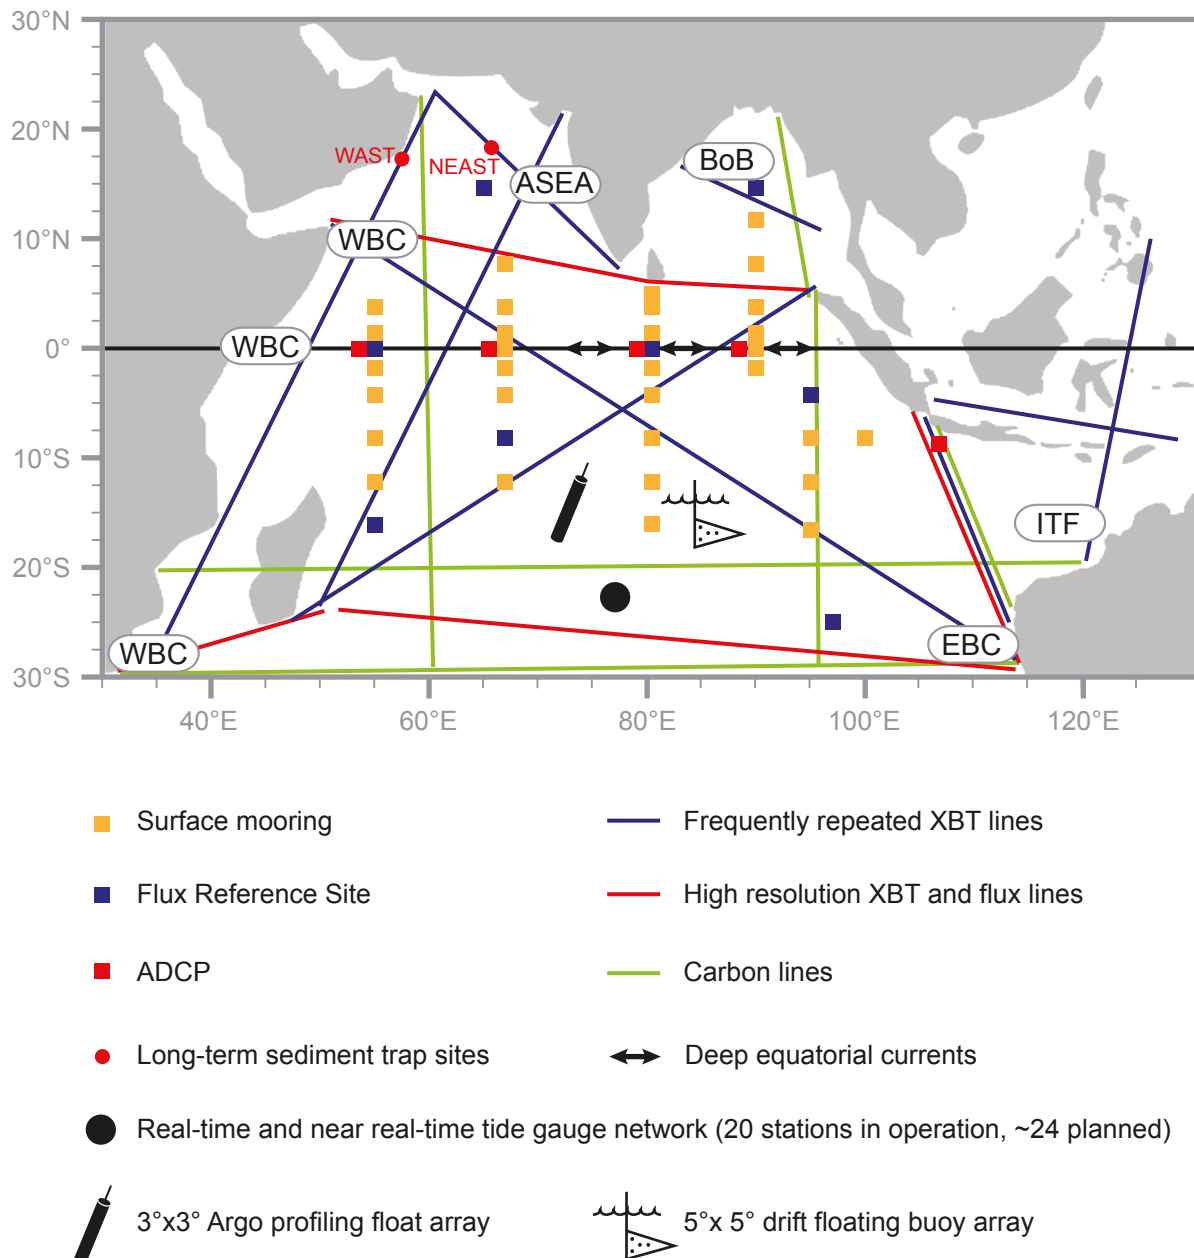 30°N
20°N
10°N
0°
10°S
20°S
30°S
WAST
NEAST
ASEA
BoB
WBC
WBC
ITF
WBC
EBC
40°E
60°E
80°E
100°E
120°E
Surface mooring
Frequently repeated XBT lines
Flux Reference Site
High resolution XBT and flux lines
ADCP
Carbon lines
Long-term sediment trap sites
Deep equatorial currents
Real-time and near real-time tide gauge network (20 stations in operation, ~24 planned)
3°x3° Argo profiling float array
5°x 5° drift floating buoy array